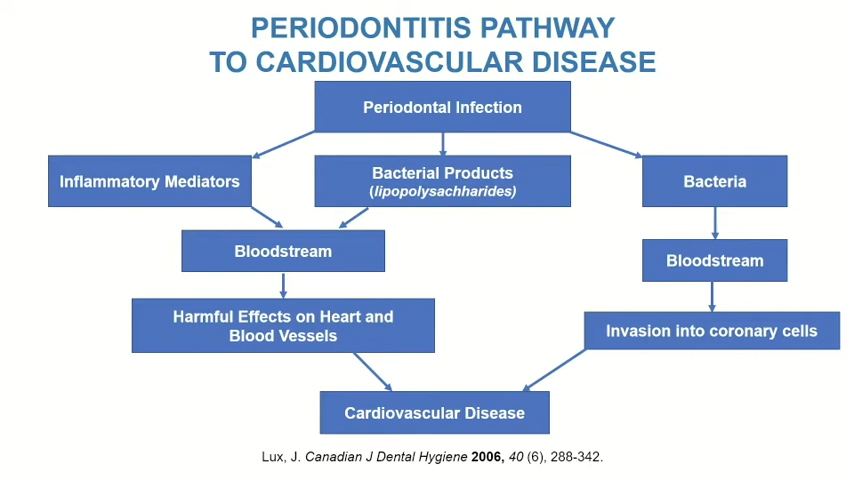 PERIODONTITIS PATHWAY
TO CARDIOVASCULAR DISEASE
Periodontal Infection
Inflammatory Mediators
Bacterial Products
(lipopolysachharides)
Bacteria
Bloodstream
Bloodstream
Harmful Effects on Heart and
Blood Vessels
Invasion into coronary cells
Cardiovascular Disease
Lux, J. Canadian J Dental Hygiene 2006, 40 (6), 288-342.